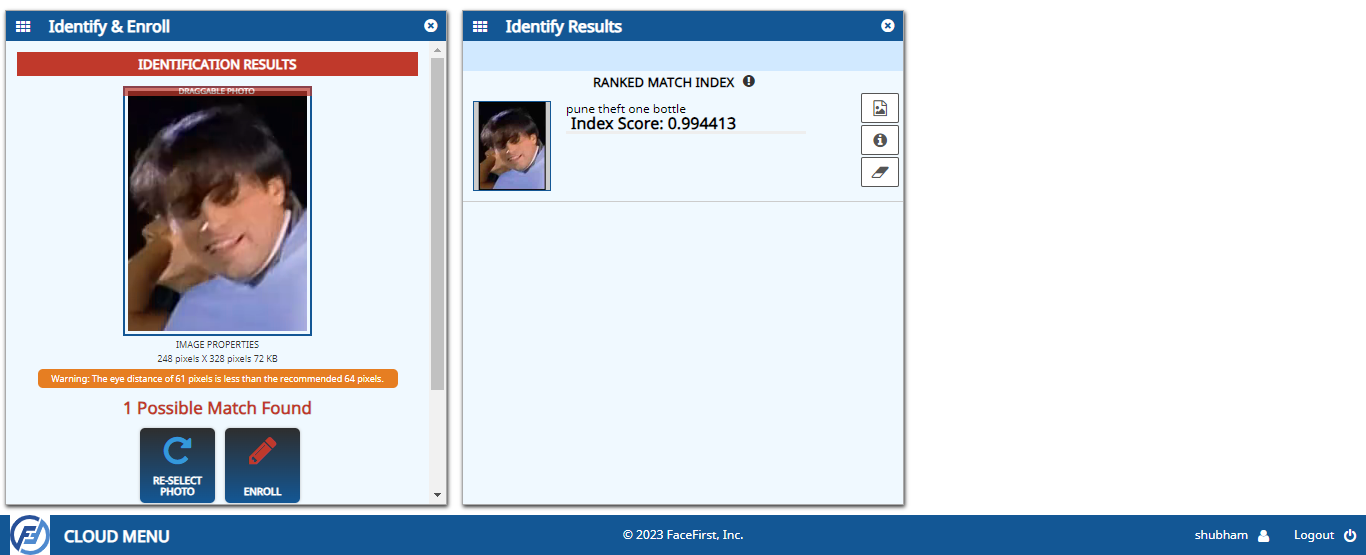 Identify & Enroll
IDENTIFICATION RESULTS
DRAGGABLE PHOTO
IMAGE PROPERTIES
248 pixels X 328 pixels 72 KB
Warning: The eye distance of 61 pixels is less than the recommended 64 pixels.
1 Possible Match Found
RE-SELECT
PHOTO
ENROLL
Identify Results
RANKED MATCH INDEX
pune theft one bottle
Index Score: 0.994413
CLOUD MENU
© 2023 FaceFirst, Inc.
shubham
Logout